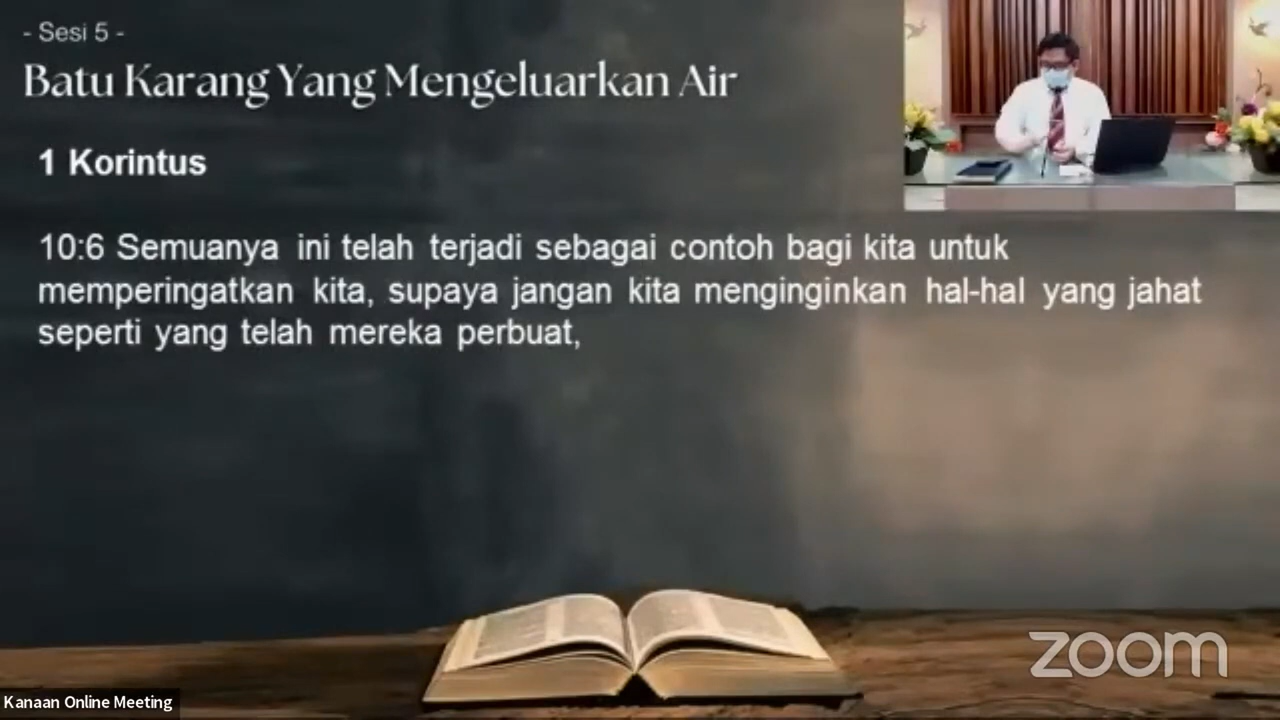 - Sesi 5 -
Batu Karang Yang Mengeluarkan Air
1 Korintus
10:6 Semuanya ini telah terjadi sebagai contoh bagi kita untuk
memperingatkan kita, supaya jangan kita menginginkan hal-hal yang jahat
seperti yang telah mereka perbuat,
zoom
Kanaan Online Meeting